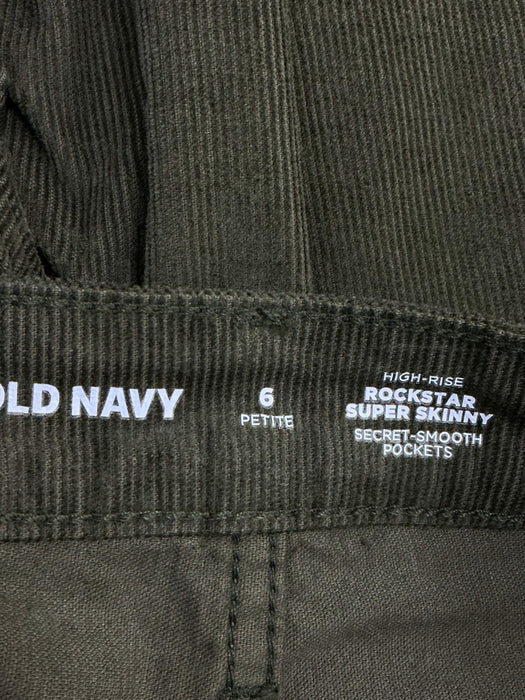 OLD NAVY
6
PETITE
HIGH-RISE
ROCKSTAR
SUPER SKINNY
SECRET-SMOOTH
POCKETS